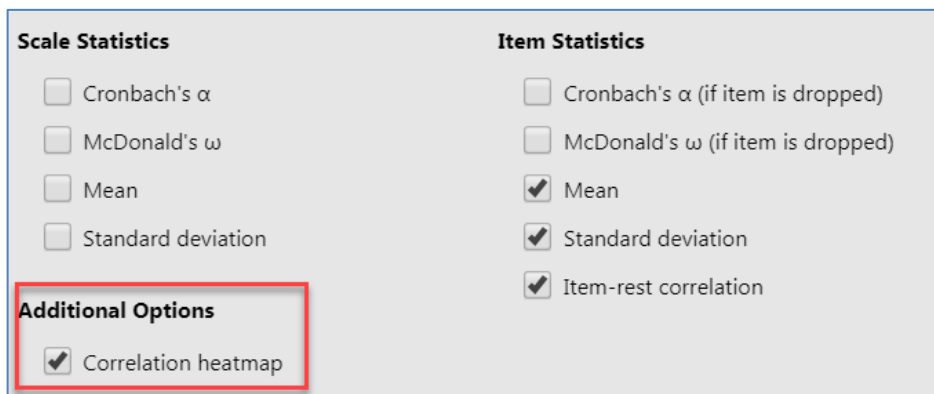 Scale Statistics
Cronbach's α
McDonald's ω
Mean
Standard deviation
Additional Options
Correlation heatmap
Item Statistics
Cronbach's α (if item is dropped)
McDonald's ω (if item is dropped)
Mean
Standard deviation
Item-rest correlation